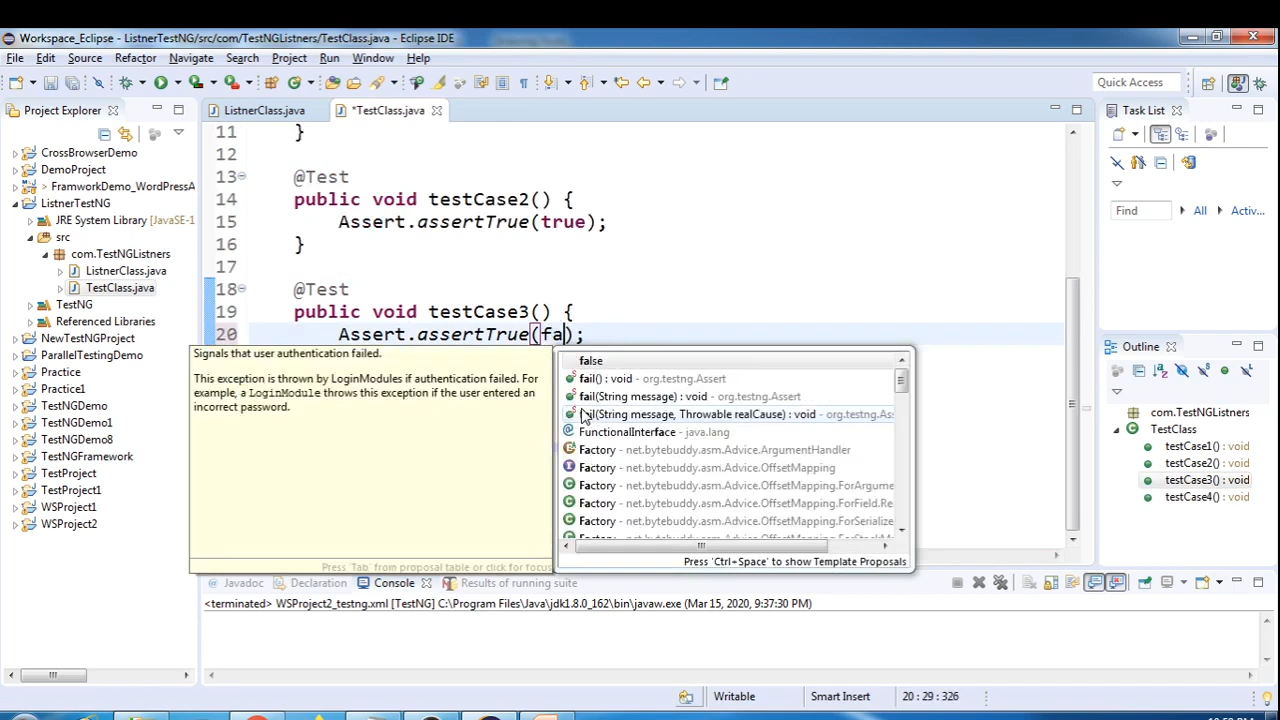 Workspace_Eclipse - ListnerTestNG/src/com/TestNGListners/TestClass.java - Eclipse IDE
File Edit Source Refactor Navigate Search Project Run Window Help
Quick Access
Project Explorer
ListnerClass.java
*TestClass.java
Task List
CrossBrowserDemo
DemoProject
> FramworkDemo_WordPressA
ListnerTestNG
JRE System Library [JavaSE-1
src
com.TestNGListners
ListnerClass.java
TestClass.java
TestNG
Referenced Libraries
NewTestNGProject
ParallelTestingDemo
Practice
Practice1
TestNGDemo
TestNGDemo1
TestNGDemo8
TestNGFramework
TestProject
TestProject1
WSProject1
WSProject2
11 }
12
13 @Test
14 public void testCase2() {
15 Assert.assertTrue(true);
16 }
17
18 @Test
19 public void testCase3() {
20 Assert.assertTrue(fa);
Signals that user authentication failed.
This exception is thrown by LoginModules if authentication failed. For
example, a LoginModule throws this exception if the user entered an
incorrect password.
Press 'Tab' from proposal table or click for focus
false
fail() : void - org.testng.Assert
fail(String message) : void - org.testng.Assert
(String message, Throwable realCause) : void - org.testng.Ass
FunctionalInterface - java.lang
Factory - net.bytebuddy.asm.Advice.ArgumentHandler
Factory - net.bytebuddy.asm.Advice.OffsetMapping
Factory - net.bytebuddy.asm.Advice.OffsetMapping.ForArgume
Factory - net.bytebuddy.asm.Advice.OffsetMapping.ForField.Re
Factory - net.bytebuddy.asm.Advice.OffsetMapping.ForSerialize
Press 'Ctrl+Space' to show Template Proposals
Find All Activ...
Outline
com.TestNGListners
TestClass
testCase1() : void
testCase2() : void
testCase3() : void
testCase4() : void
Javadoc Declaration Console Results of running suite
<terminated> WSProject2_testng.xml [TestNG] C:\Program Files\Java\jdk1.8.0_162\bin\javaw.exe (Mar 15, 2020, 9:37:30 PM)
Writable Smart Insert 20 : 29 : 326